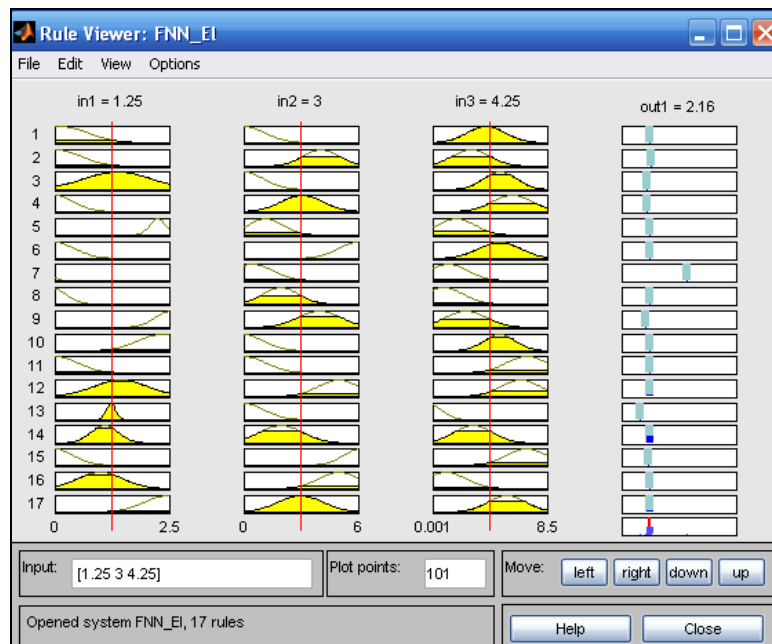 Rule Viewer: FNN_El
File Edit View Options
in1 = 1.25 in2 = 3 in3 = 4.25 out1 = 2.16
1
2
3
4
5
6
7
8
9
10
11
12
13
14
15
16
17
0 2.5 0 6 0.001 8.5
Input: [1.25 3 4.25] Plot points: 101 Move: left right down up
Opened system FNN_El, 17 rules Help Close